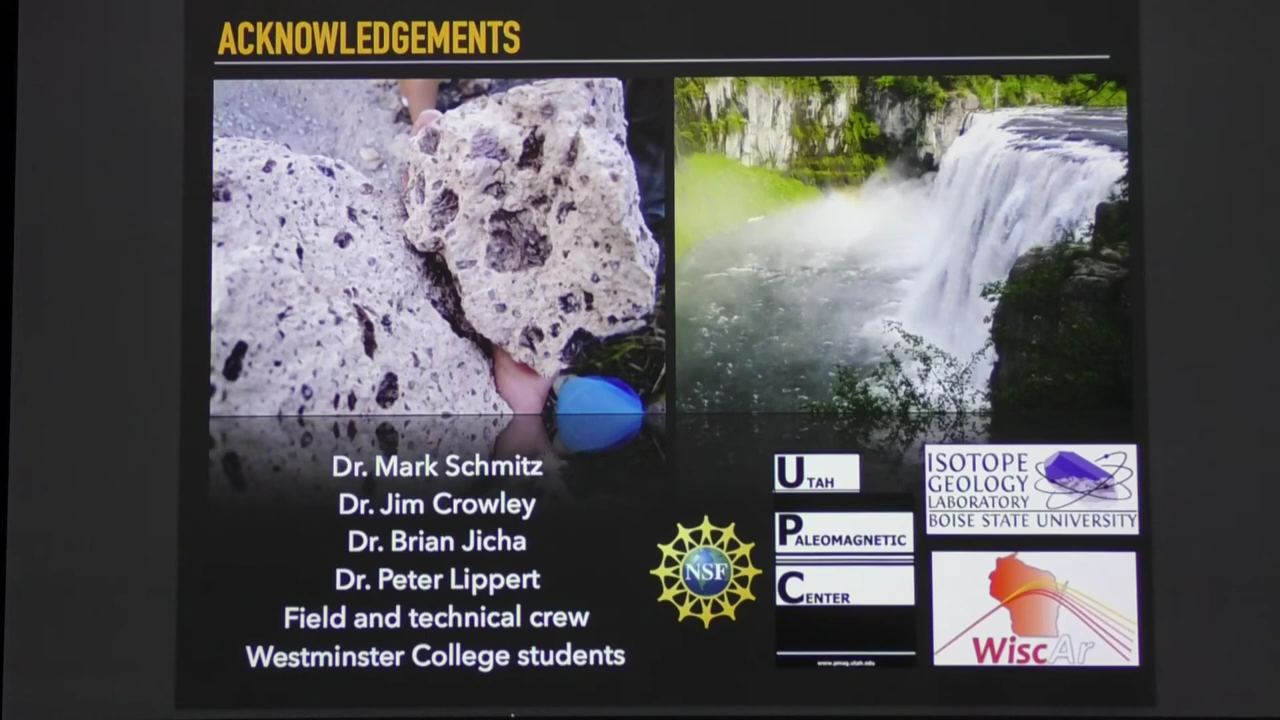 ACKNOWLEDGEMENTS
Dr. Mark Schmitz
Dr. Jim Crowley
Dr. Brian Jicha
Dr. Peter Lippert
Field and technical crew
Westminster College students
NSF
UTAH
PALEOMAGNETIC
CENTER
www.pmag.utah.edu
ISOTOPE
GEOLOGY
LABORATORY
BOISE STATE UNIVERSITY
WiscAr